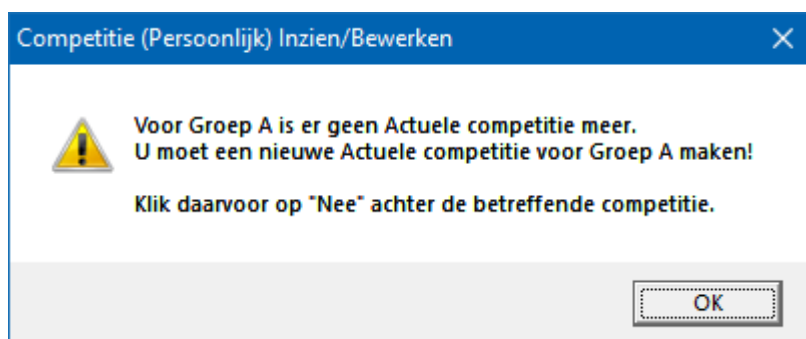 Competitie (Persoonlijk) Inzien/Bewerken
Voor Groep A is er geen Actuele competitie meer.
U moet een nieuwe Actuele competitie voor Groep A maken!
Klik daarvoor op "Nee" achter de betreffende competitie.
OK